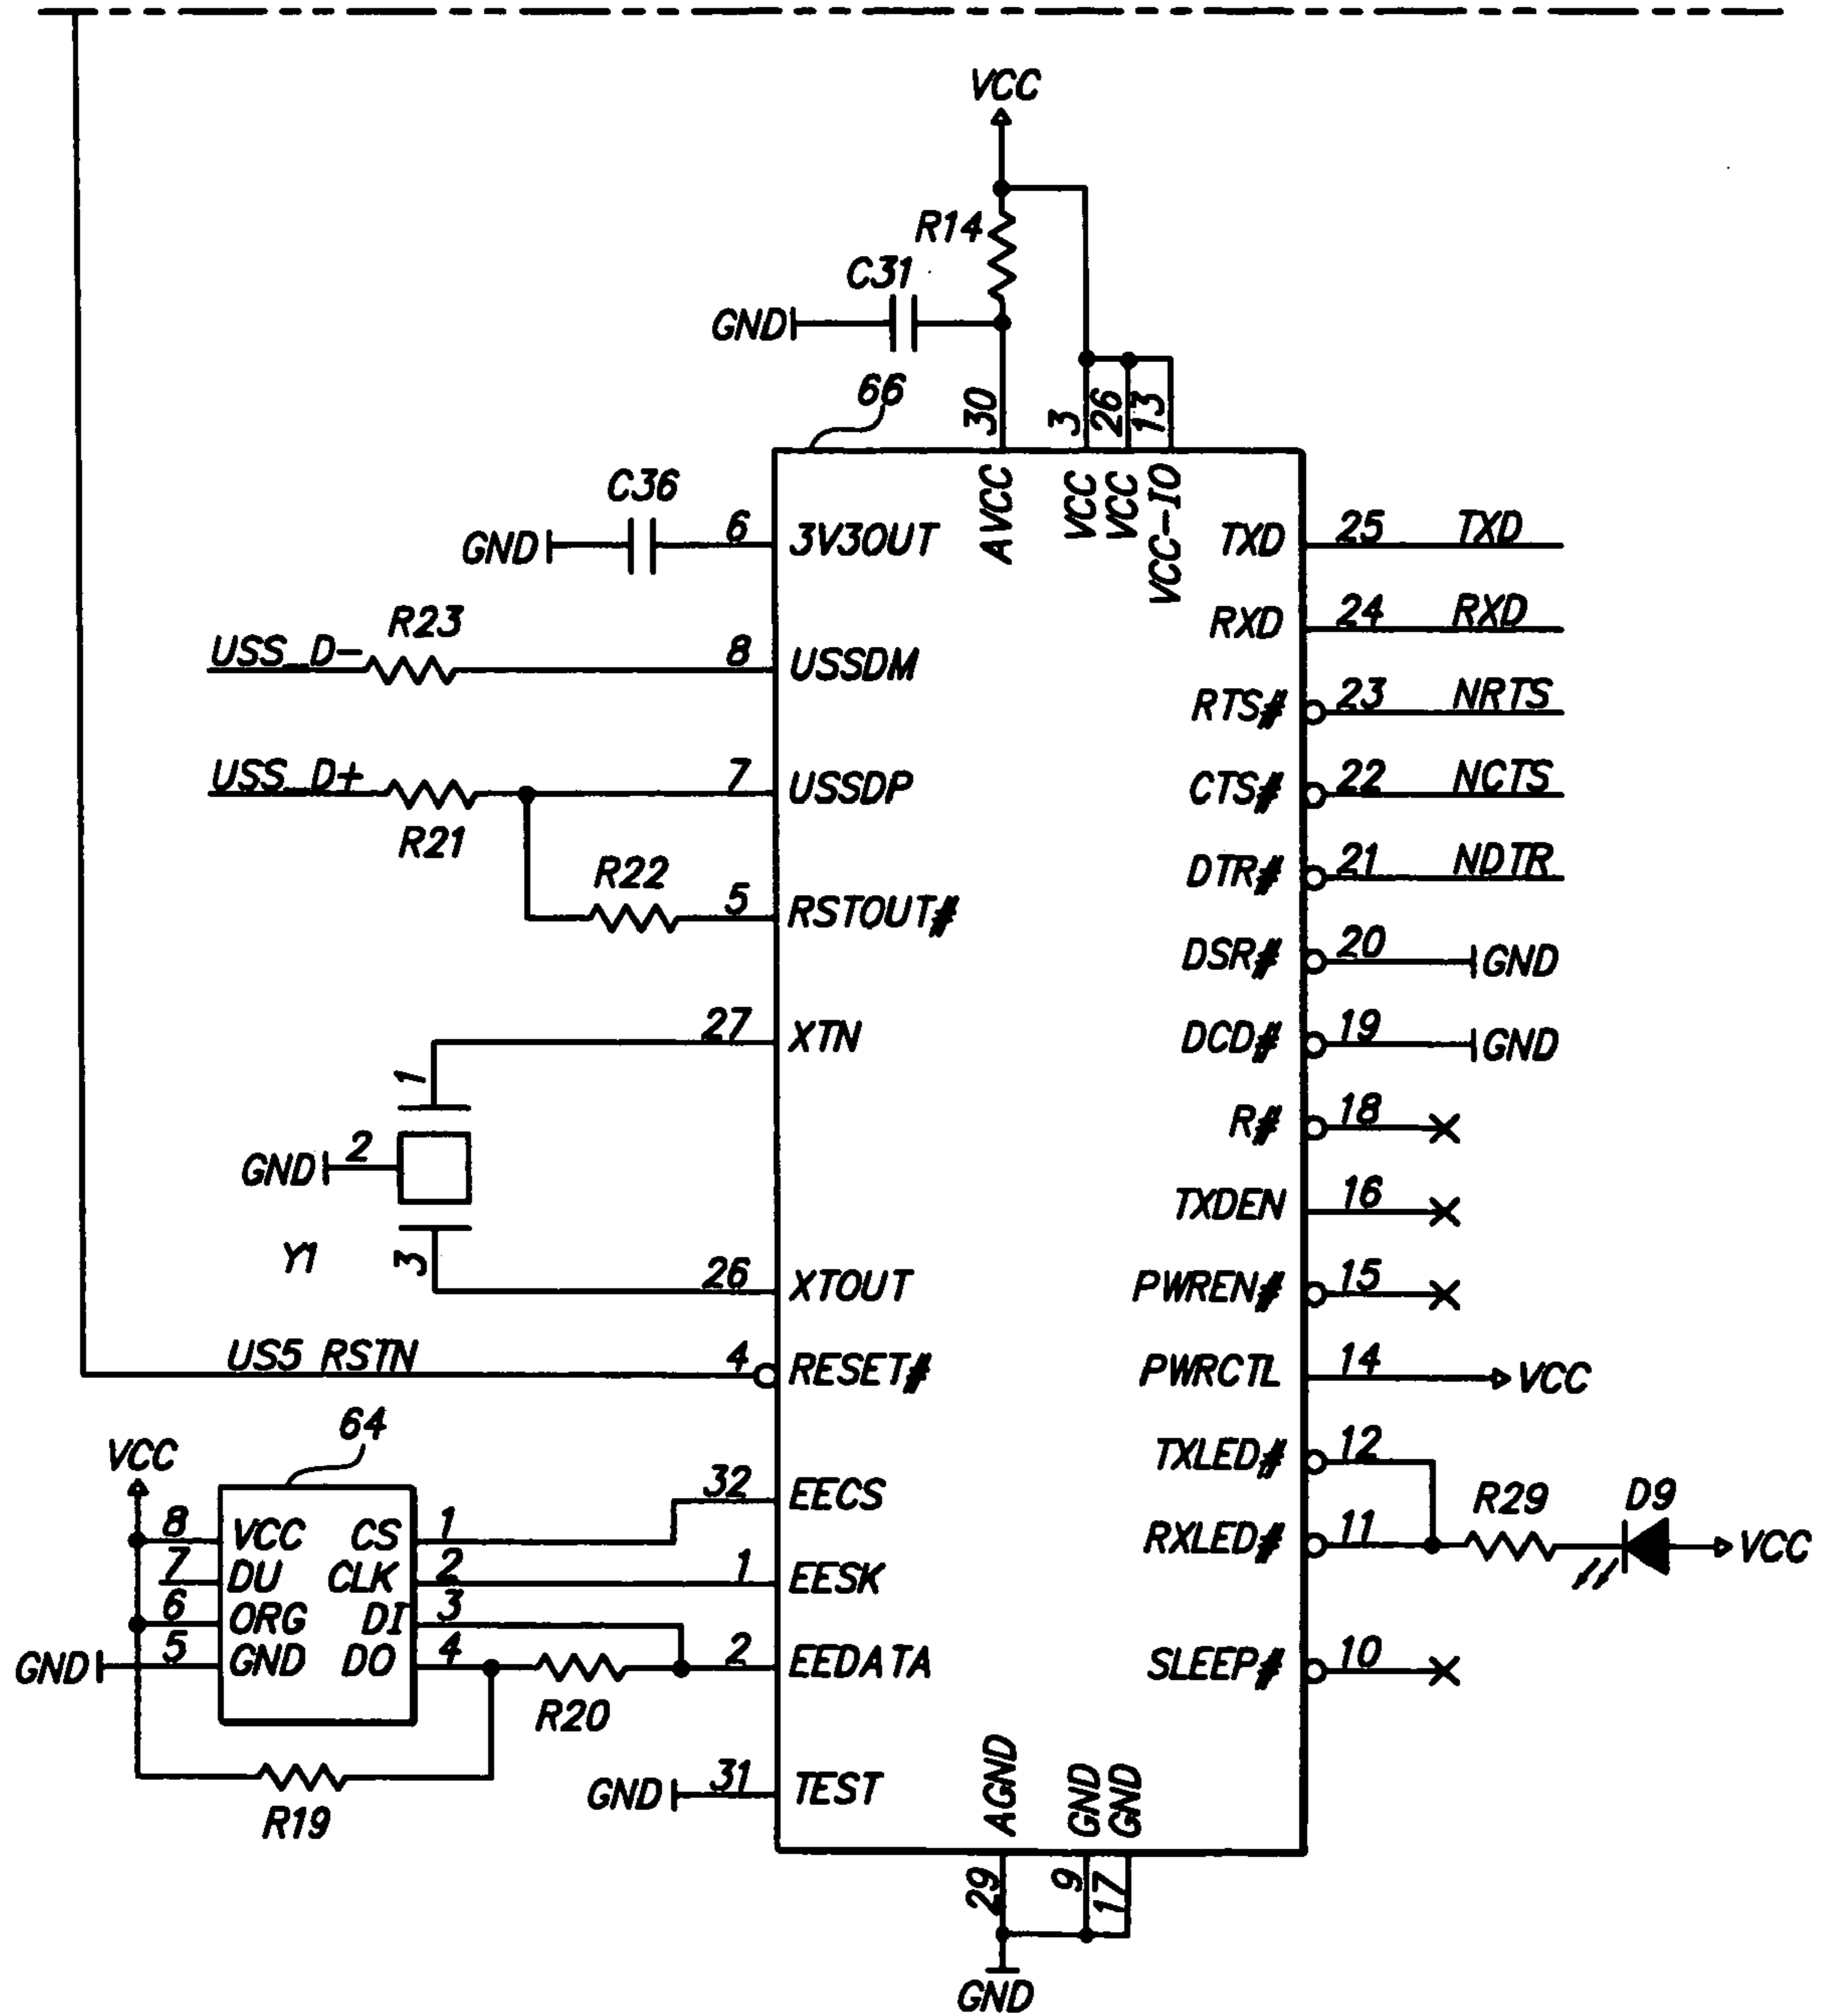 VCC
R14
C31
GND
66
30
3
26
13
AVCC
VCC
VCC
VCC-IO
C36
GND
6
3V3OUT
TXD
25
TXD
RXD
24
RXD
USS_D-
R23
8
USSDM
RTS#
23
NRTS
USS_D+
R21
7
USSDP
CTS#
22
NCTS
R22
5
RSTOUT#
DTR#
21
NDTR
DSR#
20
GND
27
XTN
DCD#
19
GND
1
GND
2
Y1
3
R#
18
TXDEN
16
26
XTOUT
PWREN#
15
US5 RSTN
4
RESET#
PWRCTL
14
VCC
64
VCC
TXLED#
12
32
EECS
RXLED#
11
R29
D9
VCC
8
VCC
CS
1
7
DU
CLK
2
1
EESK
6
ORG
DI
3
GND
5
GND
DO
4
R20
2
EEDATA
SLEEP#
10
R19
GND
31
TEST
AGND
GND
GND
29
9
17
GND